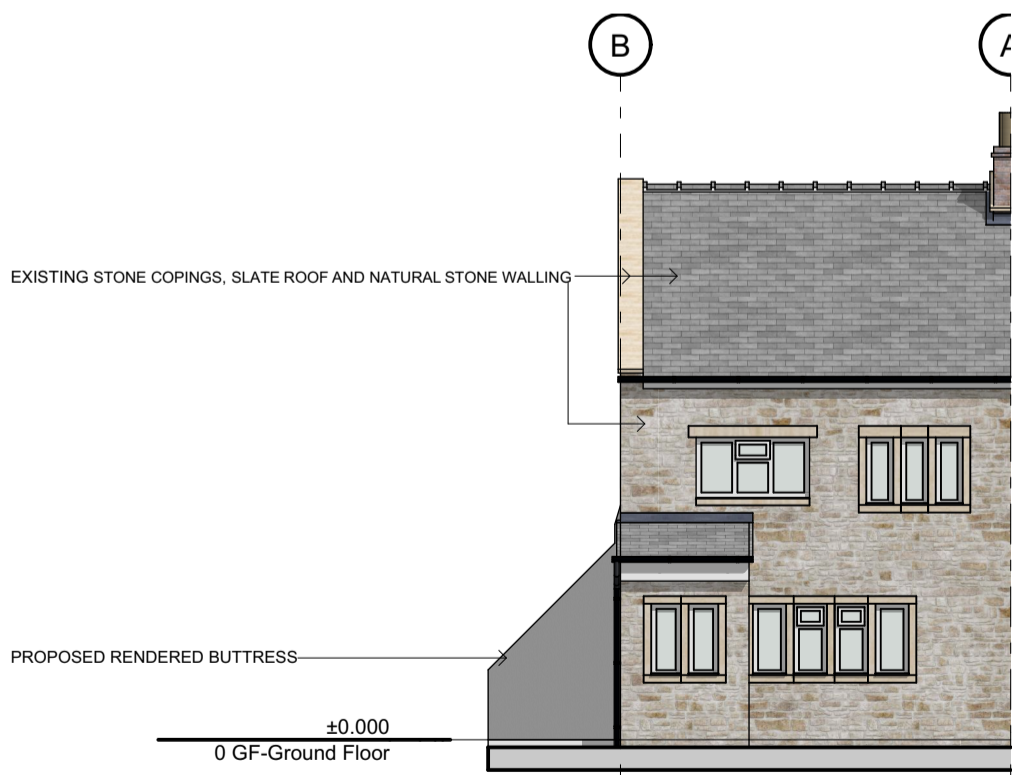 B
A
EXISTING STONE COPINGS, SLATE ROOF AND NATURAL STONE WALLING
PROPOSED RENDERED BUTTRESS
±0.000
0 GF-Ground Floor